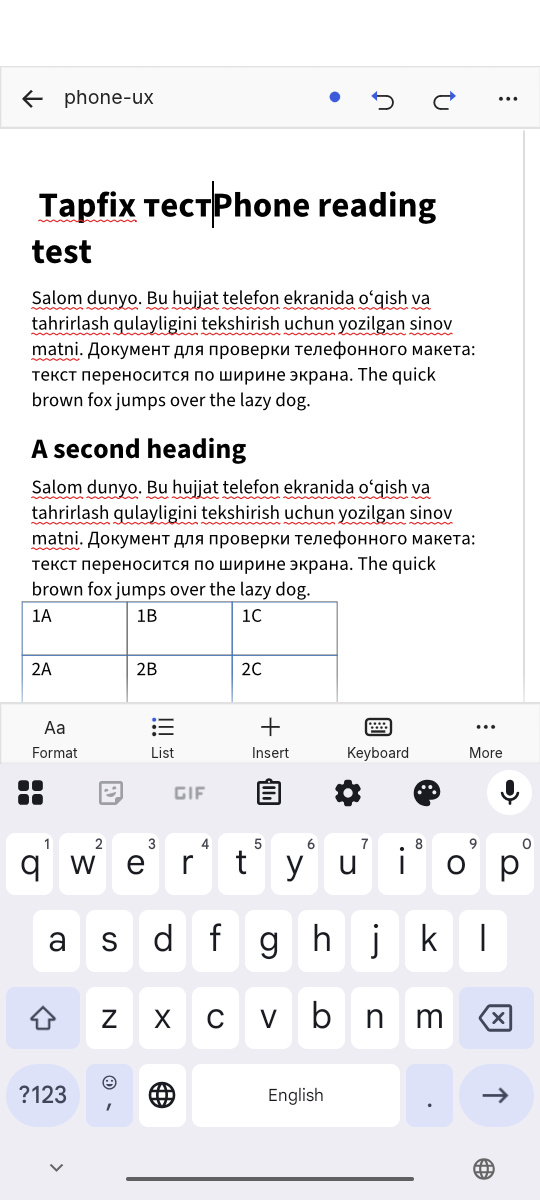 phone-ux
Tapfix тестPhone reading
test
Salom dunyo. Bu hujjat telefon ekranida oʻqish va
tahrirlash qulayligini tekshirish uchun yozilgan sinov
matni. Документ для проверки телефонного макета:
текст переносится по ширине экрана. The quick
brown fox jumps over the lazy dog.
A second heading
Salom dunyo. Bu hujjat telefon ekranida oʻqish va
tahrirlash qulayligini tekshirish uchun yozilgan sinov
matni. Документ для проверки телефонного макета:
текст переносится по ширине экрана. The quick
brown fox jumps over the lazy dog.
1A 1B 1C
2A 2B 2C
Aa
Format List Insert Keyboard More
GIF
1 2 3 4 5 6 7 8 9 0
q w e r t y u i o p
a s d f g h j k l
z x c v b n m
?123 , English .